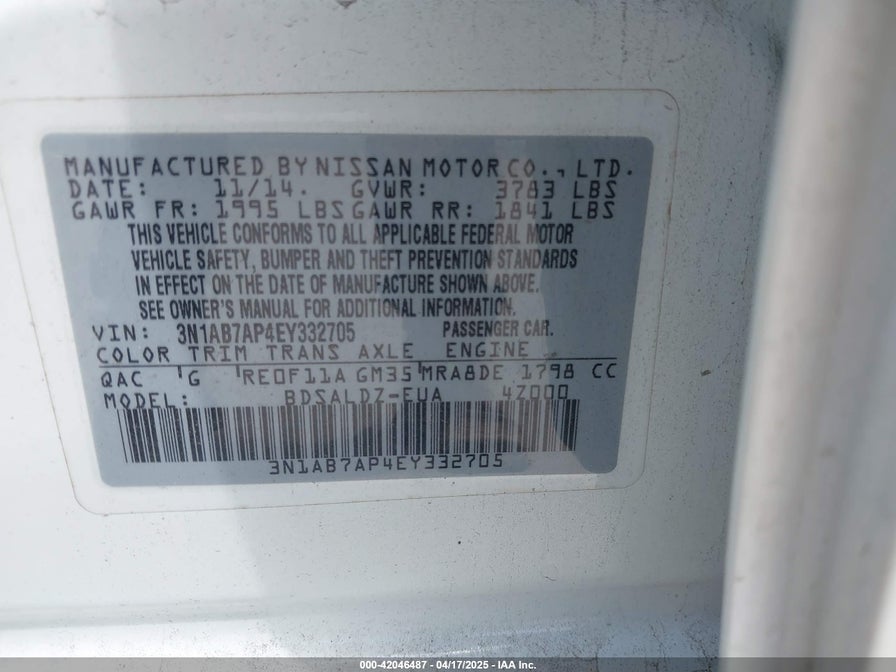 MANUFACTURED BY NISSAN MOTOR CO., LTD.
DATE: 11/14. GVWR: 3783 LBS
GAWR FR: 1995 LBS GAWR RR: 1841 LBS
THIS VEHICLE CONFORMS TO ALL APPLICABLE FEDERAL MOTOR
VEHICLE SAFETY, BUMPER AND THEFT PREVENTION STANDARDS
IN EFFECT ON THE DATE OF MANUFACTURE SHOWN ABOVE.
SEE OWNER'S MANUAL FOR ADDITIONAL INFORMATION.
VIN: 3N1AB7AP4EY332705 PASSENGER CAR.
COLOR TRIM TRANS AXLE ENGINE
QAC G RE0F11A GM35 MRA8DE 1798 CC
MODEL: BDSALDZ-EUA 4Z000
3N1AB7AP4EY332705
000-42046487 - 04/17/2025 - IAA Inc.